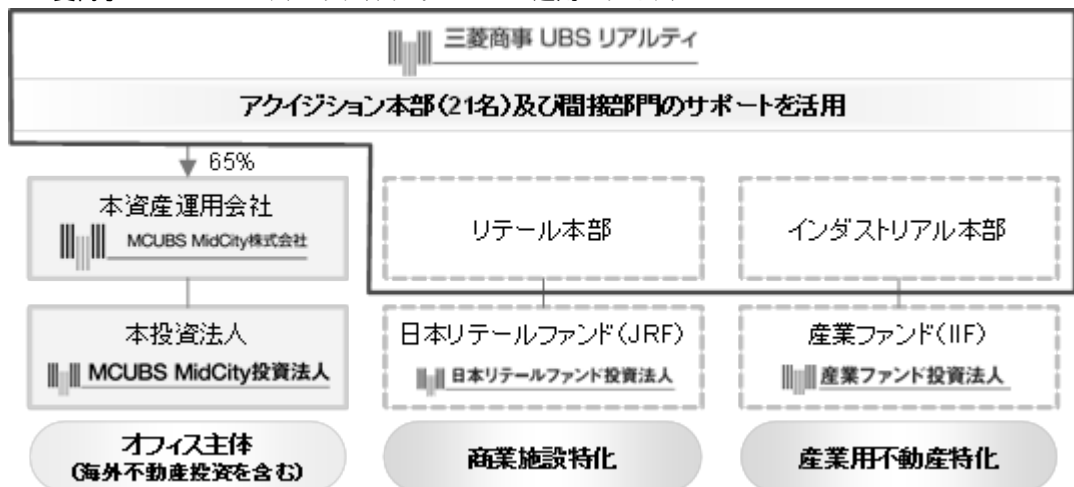 三菱商事 UBS リアルティ
アクイジション本部(21名)及び間接部門のサポートを活用
65%
本資産運用会社
MCUBS MidCity株式会社
リテール本部
インダストリアル本部
本投資法人
MCUBS MidCity投資法人
日本リテールファンド(JRF)
日本リテールファンド投資法人
産業ファンド(IIF)
産業ファンド投資法人
オフィス主体
(海外不動産投資を含む)
商業施設特化
産業用不動産特化